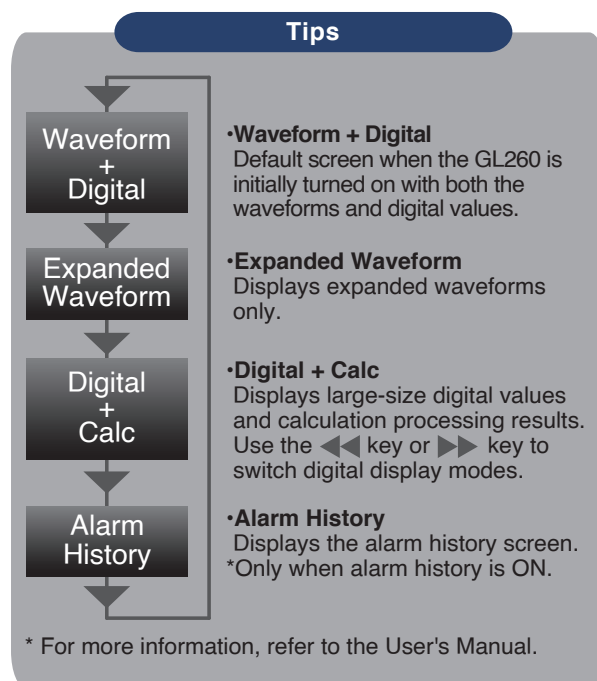 Tips
Waveform
+
Digital
•Waveform + Digital
Default screen when the GL260 is
initially turned on with both the
waveforms and digital values.
Expanded
Waveform
•Expanded Waveform
Displays expanded waveforms
only.
Digital
+
Calc
•Digital + Calc
Displays large-size digital values
and calculation processing results.
Use the ◀◀ key or ▶▶ key to
switch digital display modes.
Alarm
History
•Alarm History
Displays the alarm history screen.
*Only when alarm history is ON.
* For more information, refer to the User's Manual.